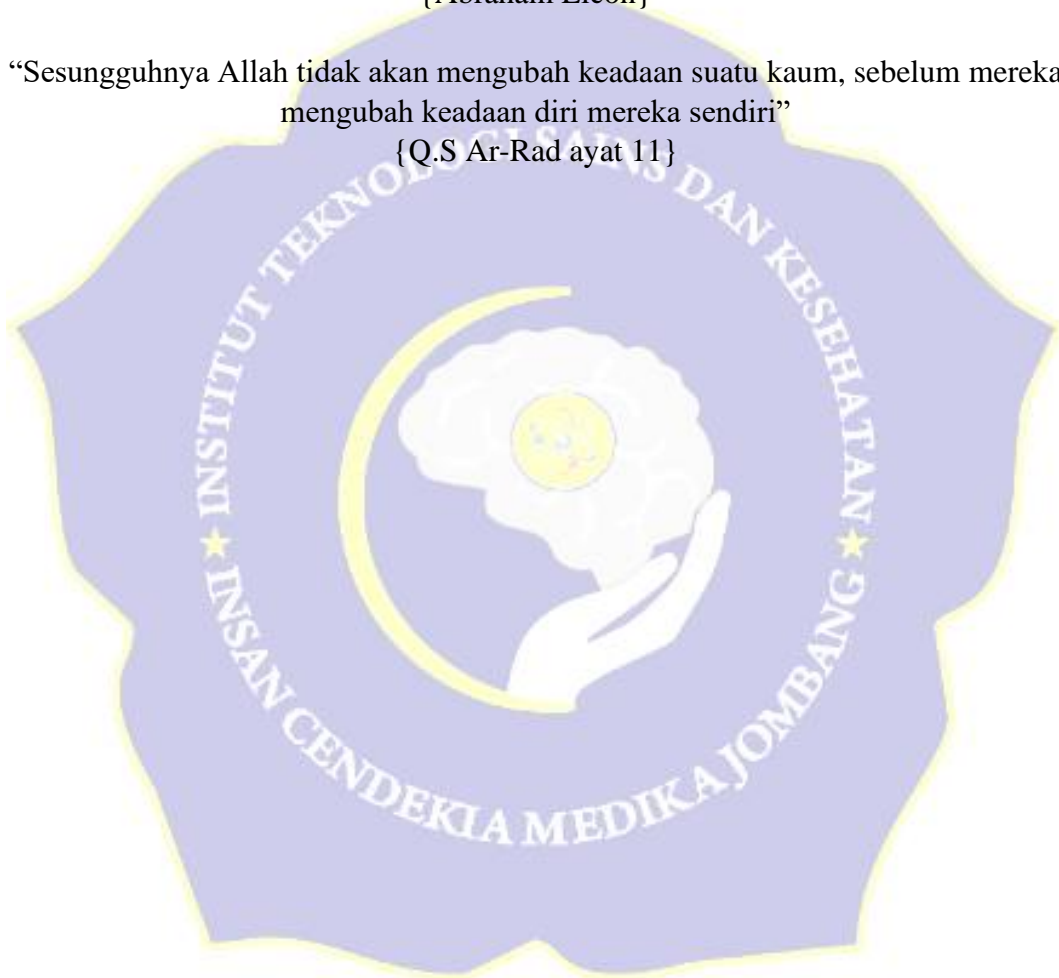 {Abraham Licon}
“Sesungguhnya Allah tidak akan mengubah keadaan suatu kaum, sebelum mereka
mengubah keadaan diri mereka sendiri”
{Q.S Ar-Rad ayat 11}
INSTITUT TEKNOLOGI SAINS DAN KESEHATAN
INSAN CENDEKIA MEDIKA JOMBANG